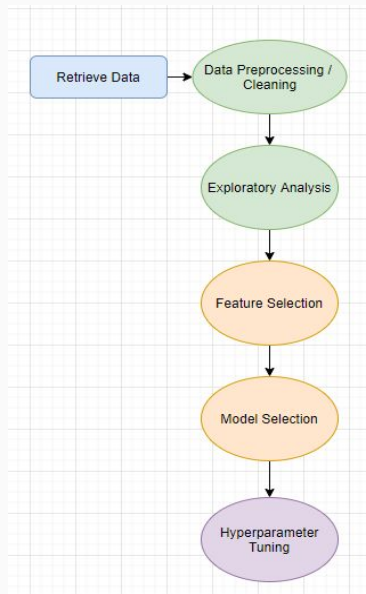 Retrieve Data
Data Preprocessing /
Cleaning
Exploratory Analysis
Feature Selection
Model Selection
Hyperparameter
Tuning